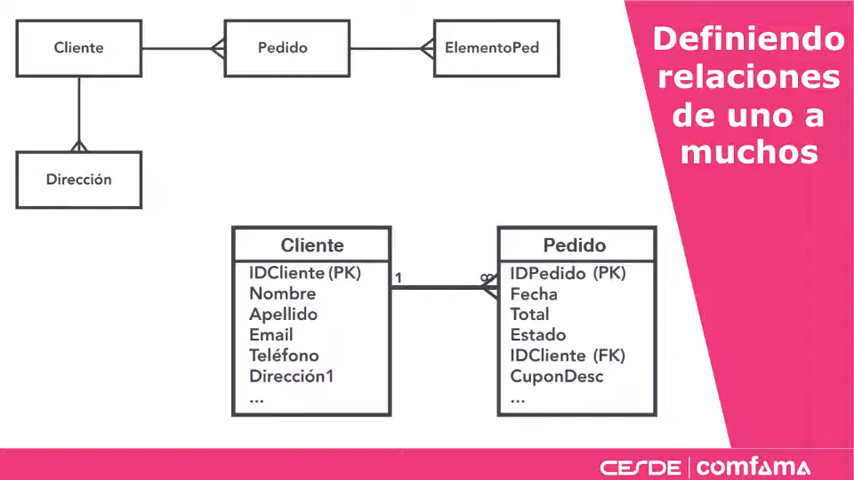 Cliente
Pedido
ElementoPed
Dirección
Definiendo
relaciones
de uno a
muchos
Cliente
IDCliente (PK)
Nombre
Apellido
Email
Teléfono
Dirección1
...
1
∞
Pedido
IDPedido (PK)
Fecha
Total
Estado
IDCliente (FK)
CuponDesc
...
CESDE | comfama